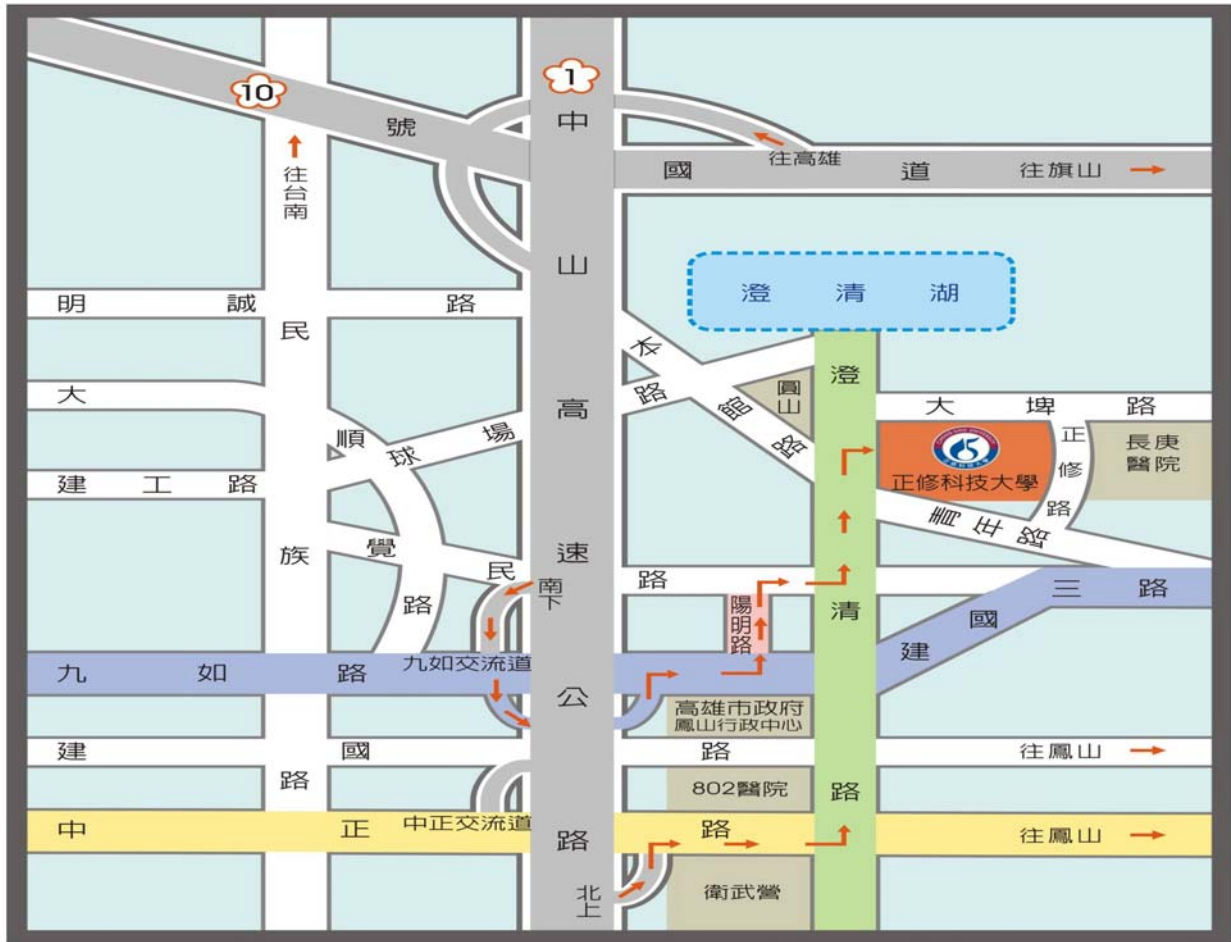 10
1
號
中山高速公路
往台南
往高雄
國道
往旗山
明誠路
民族路
澄清湖
大順路
本館路
球場路
圓山
澄清路
大埤路
正修科技大學
正修路
長庚醫院
建工路
青年路
覺民路
南下
陽明路
建國三路
九如路
九如交流道
高雄市政府
鳳山行政中心
建國路
往鳳山
802醫院
中正路
中正交流道
往鳳山
北上
衛武營